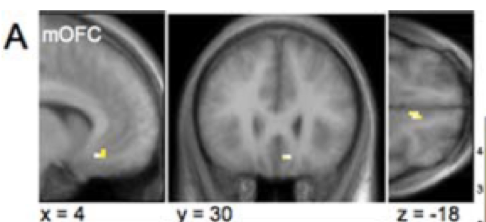 A
mOFC
4
3
x = 4
y = 30
z = -18